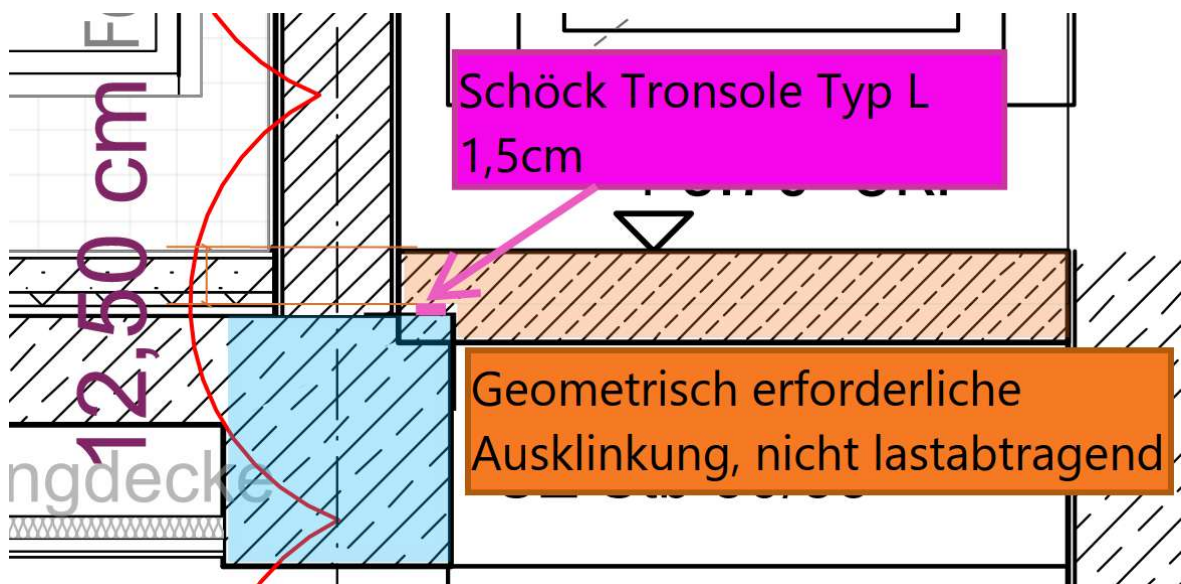 12,50 cm
Schöck Tronsole Typ L
1,5cm
Geometrisch erforderliche
Ausklinkung, nicht lastabtragend
ngdecke